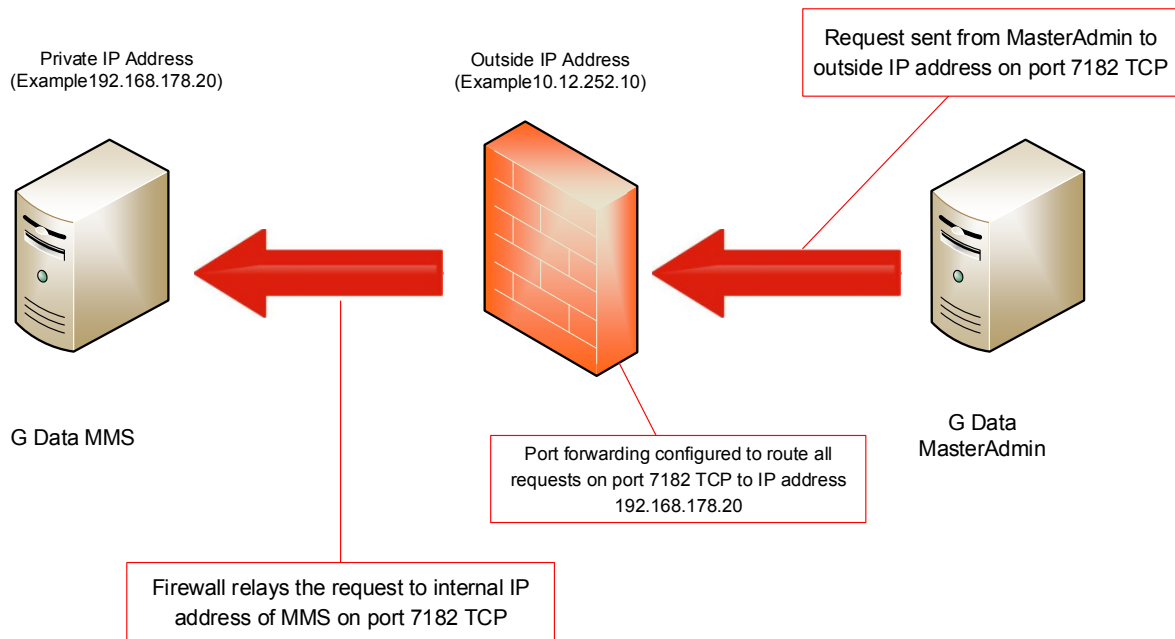 Private IP Address
(Example192.168.178.20)
Outside IP Address
(Example10.12.252.10)
Request sent from MasterAdmin to
outside IP address on port 7182 TCP
G Data MMS
G Data
MasterAdmin
Port forwarding configured to route all
requests on port 7182 TCP to IP address
192.168.178.20
Firewall relays the request to internal IP
address of MMS on port 7182 TCP